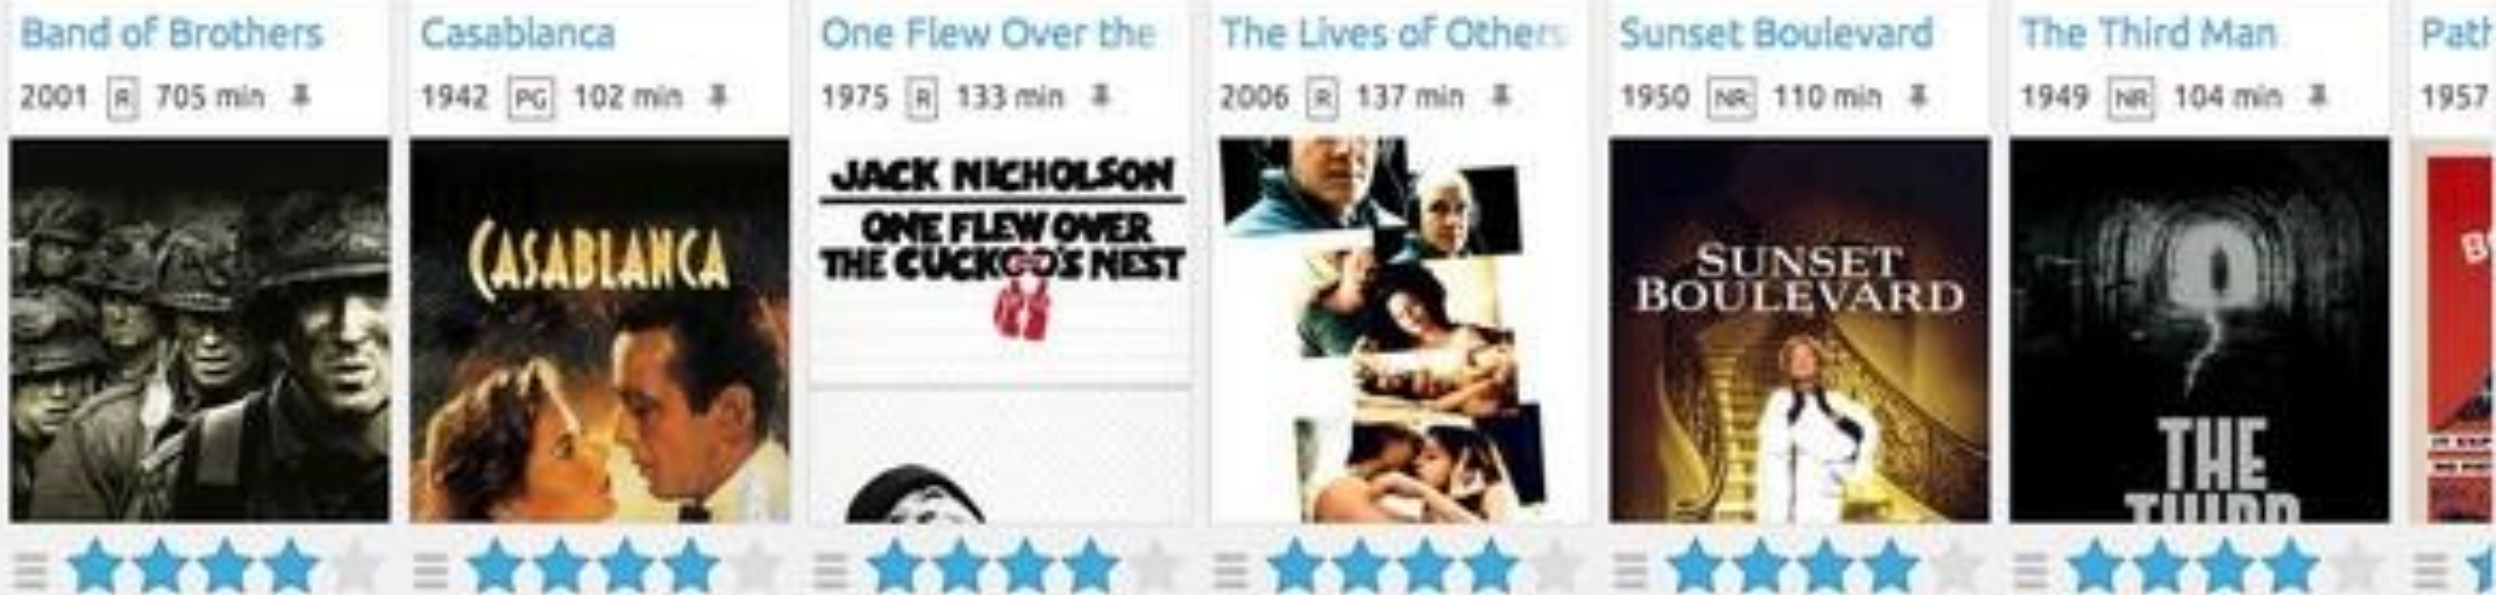 Band of Brothers
2001 R 705 min
Casablanca
1942 PG 102 min
CASABLANCA
One Flew Over the
1975 R 133 min
JACK NICHOLSON
ONE FLEW OVER
THE CUCKOO'S NEST
The Lives of Others
2006 R 137 min
Sunset Boulevard
1950 NR 110 min
SUNSET
BOULEVARD
The Third Man
1949 NR 104 min
THE
THIRD
Path
1957